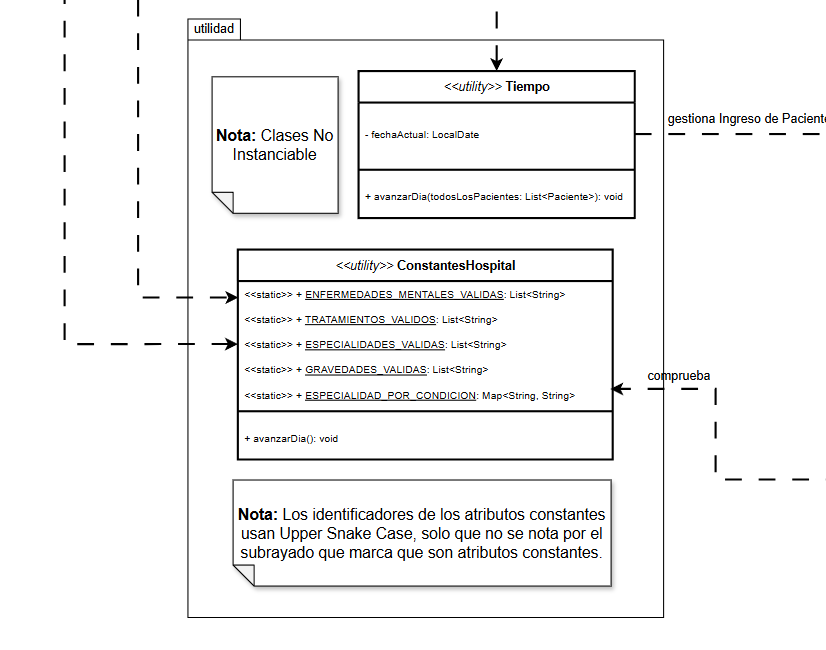 utilidad
<<utility>> Tiempo
- fechaActual: LocalDate
+ avanzarDia(todosLosPacientes: List<Paciente>): void
Nota: Clases No
Instanciable
gestiona Ingreso de Paciente
<<utility>> ConstantesHospital
<<static>> + ENFERMEDADES_MENTALES_VALIDAS: List<String>
<<static>> + TRATAMIENTOS_VALIDOS: List<String>
<<static>> + ESPECIALIDADES_VALIDAS: List<String>
<<static>> + GRAVEDADES_VALIDAS: List<String>
<<static>> + ESPECIALIDAD_POR_CONDICION: Map<String, String>
+ avanzarDia(): void
comprueba
Nota: Los identificadores de los atributos constantes
usan Upper Snake Case, solo que no se nota por el
subrayado que marca que son atributos constantes.